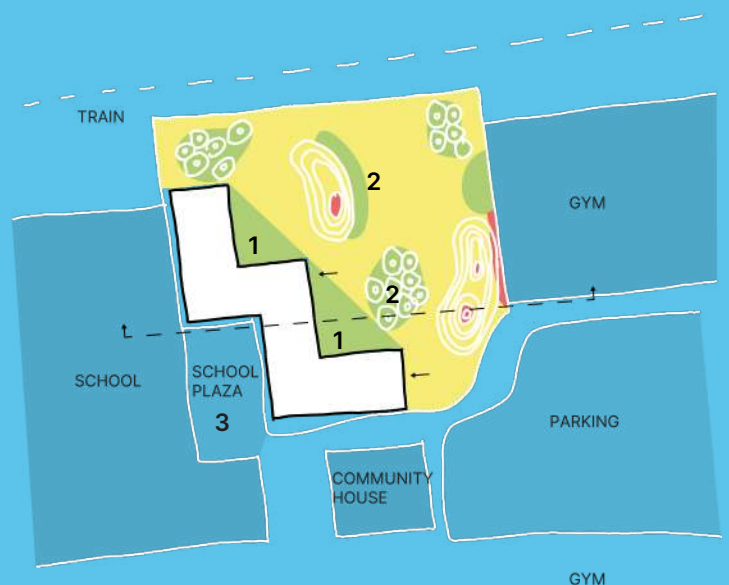 TRAIN
2
GYM
1
2
1
SCHOOL
SCHOOL
PLAZA
3
PARKING
COMMUNITY
HOUSE
GYM